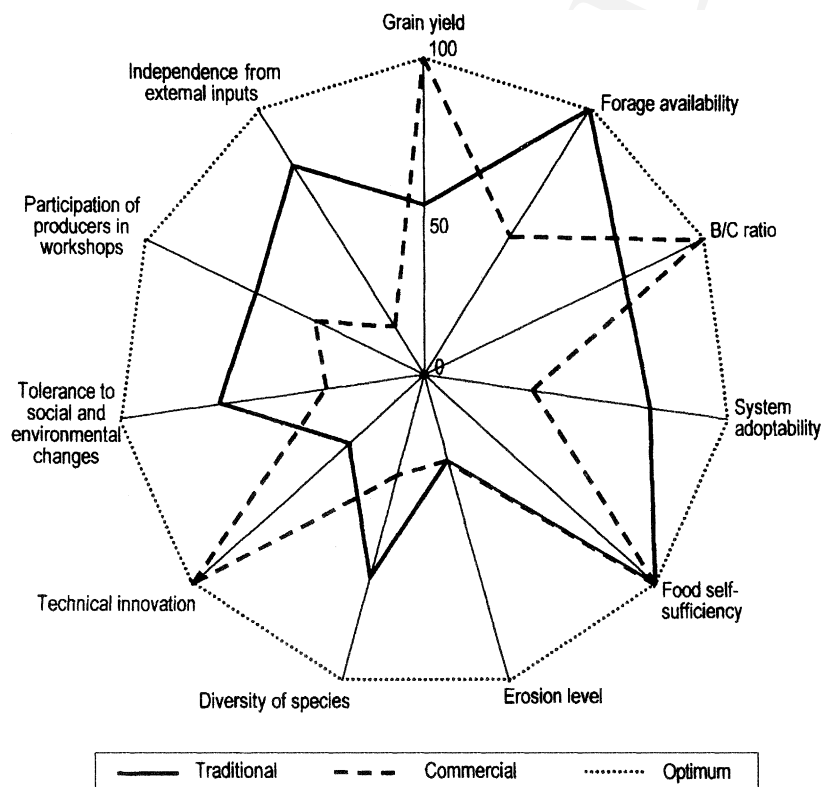 Grain yield
100
Independence from
external inputs
Forage availability
Participation of
producers in
workshops
50
B/C ratio
0
Tolerance to
social and
environmental
changes
System
adoptability
Technical innovation
Food self-
sufficiency
Diversity of species
Erosion level
Traditional
Commercial
Optimum